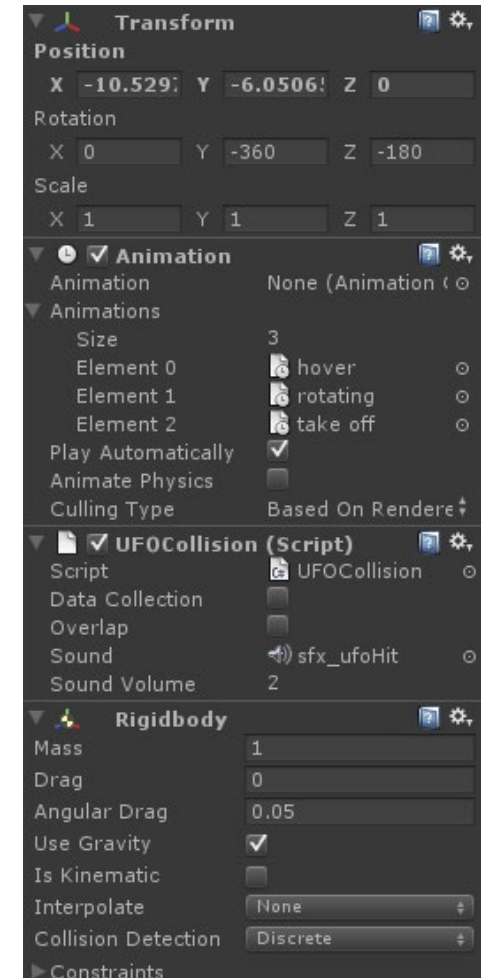 Transform
Position
X -10.529 Y -6.0506 Z 0
Rotation
X 0 Y -360 Z -180
Scale
X 1 Y 1 Z 1
Animation
Animation None (Animation
Animations
Size 3
Element 0 hover
Element 1 rotating
Element 2 take off
Play Automatically
Animate Physics
Culling Type Based On Rendere
UFOCollision (Script)
Script UFOCollision
Data Collection
Overlap
Sound sfx_ufoHit
Sound Volume 2
Rigidbody
Mass 1
Drag 0
Angular Drag 0.05
Use Gravity
Is Kinematic
Interpolate None
Collision Detection Discrete
Constraints